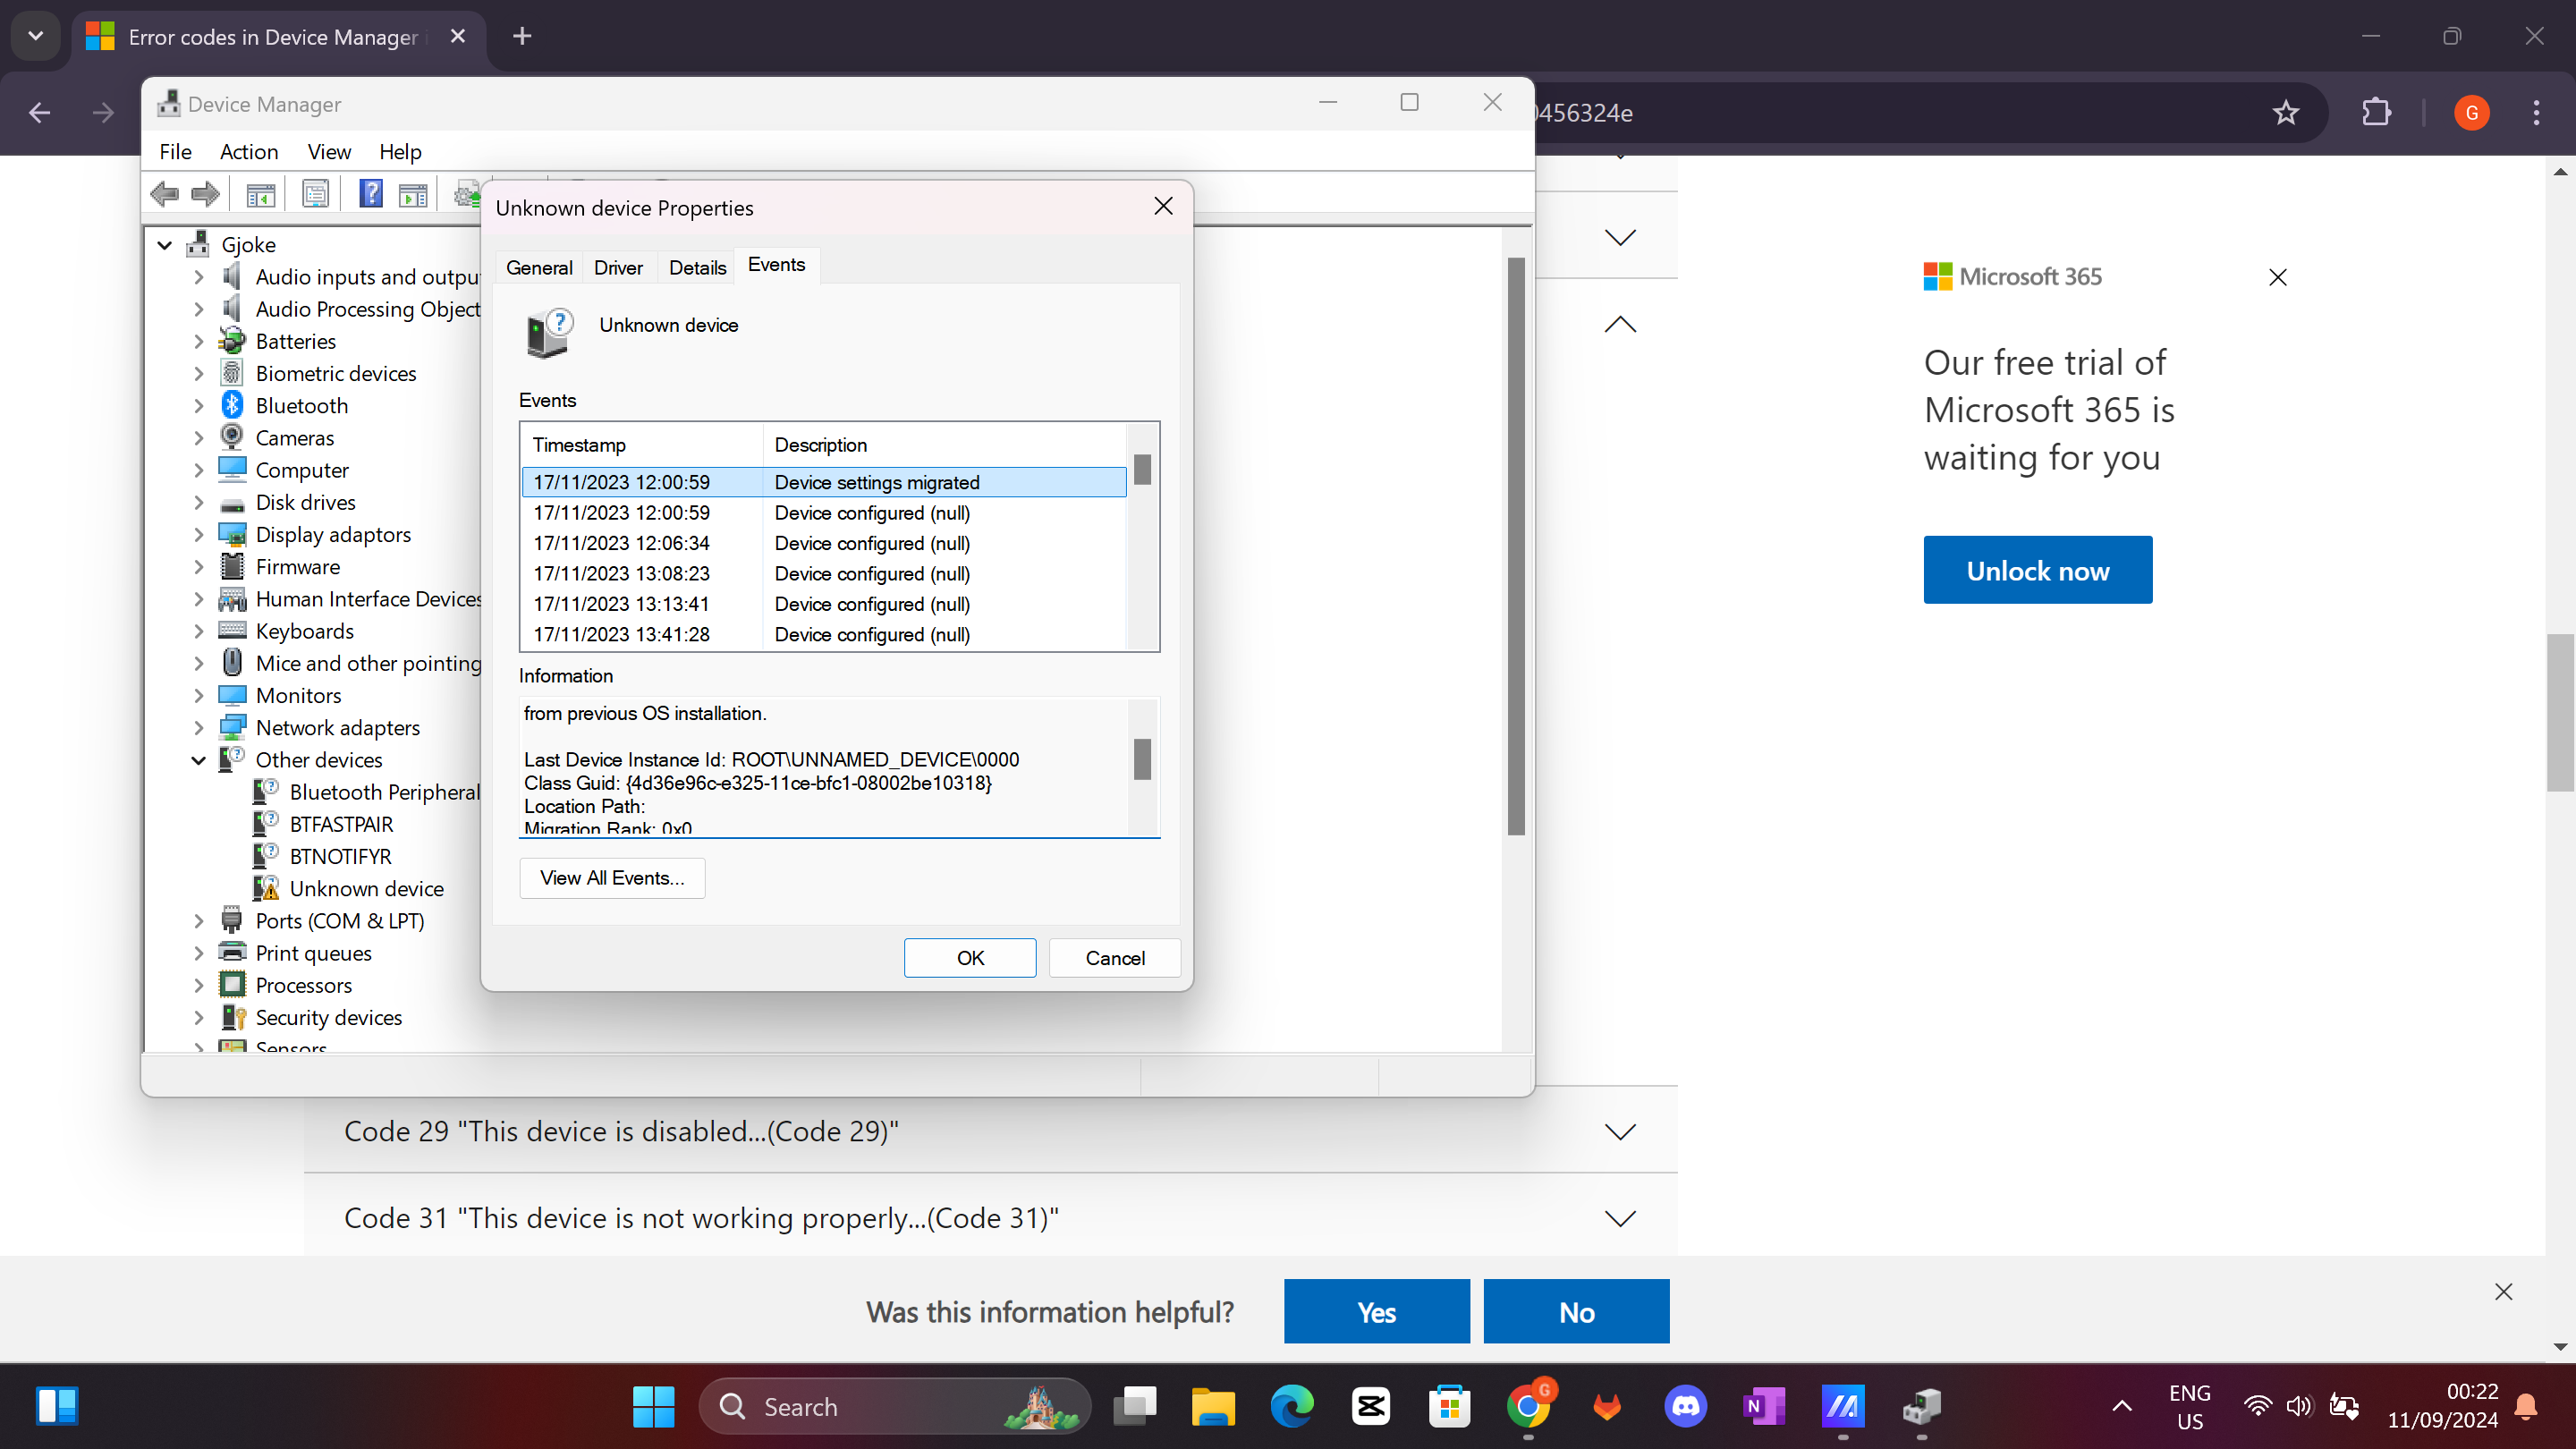 Error codes in Device Manager i
0456324e
G
Device Manager
File Action View Help
Gjoke
Audio inputs and outpu
Audio Processing Object
Batteries
Biometric devices
Bluetooth
Cameras
Computer
Disk drives
Display adaptors
Firmware
Human Interface Devices
Keyboards
Mice and other pointing
Monitors
Network adapters
Other devices
Bluetooth Peripheral
BTFASTPAIR
BTNOTIFYR
Unknown device
Ports (COM & LPT)
Print queues
Processors
Security devices
Sensors
Unknown device Properties
General Driver Details Events
Unknown device
Events
Timestamp Description
17/11/2023 12:00:59 Device settings migrated
17/11/2023 12:00:59 Device configured (null)
17/11/2023 12:06:34 Device configured (null)
17/11/2023 13:08:23 Device configured (null)
17/11/2023 13:13:41 Device configured (null)
17/11/2023 13:41:28 Device configured (null)
Information
from previous OS installation.
Last Device Instance Id: ROOT\UNNAMED_DEVICE\0000
Class Guid: {4d36e96c-e325-11ce-bfc1-08002be10318}
Location Path:
Migration Rank: 0x0
View All Events...
OK Cancel
Microsoft 365
Our free trial of
Microsoft 365 is
waiting for you
Unlock now
Code 29 "This device is disabled...(Code 29)"
Code 31 "This device is not working properly...(Code 31)"
Was this information helpful? Yes No
Search
G
N
ENG
US
00:22
11/09/2024